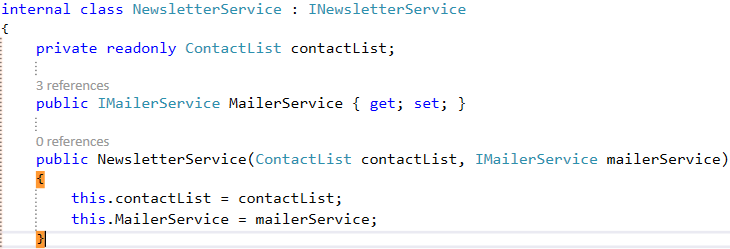 internal class NewsletterService : INewsletterService
{
private readonly ContactList contactList;
3 references
public IMailerService MailerService { get; set; }
0 references
public NewsletterService(ContactList contactList, IMailerService mailerService)
{
this.contactList = contactList;
this.MailerService = mailerService;
}